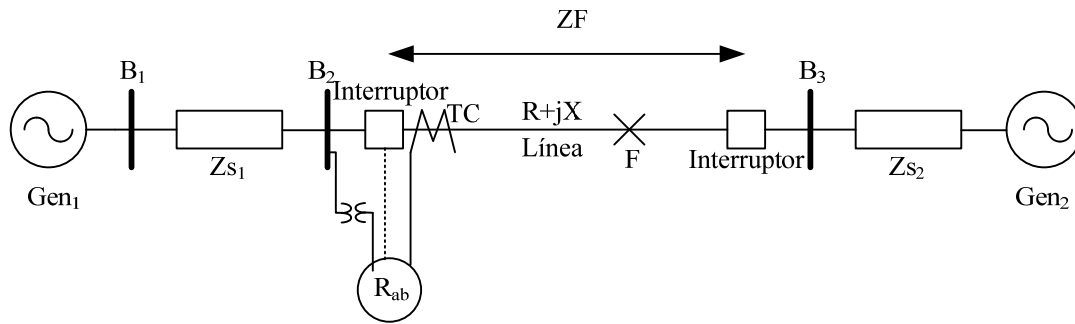 ZF
B₁
B₂
Interruptor
TC
R+jX
Línea
F
Interruptor
B₃
Zs₁
Zs₂
Gen₁
Gen₂
Rₐb